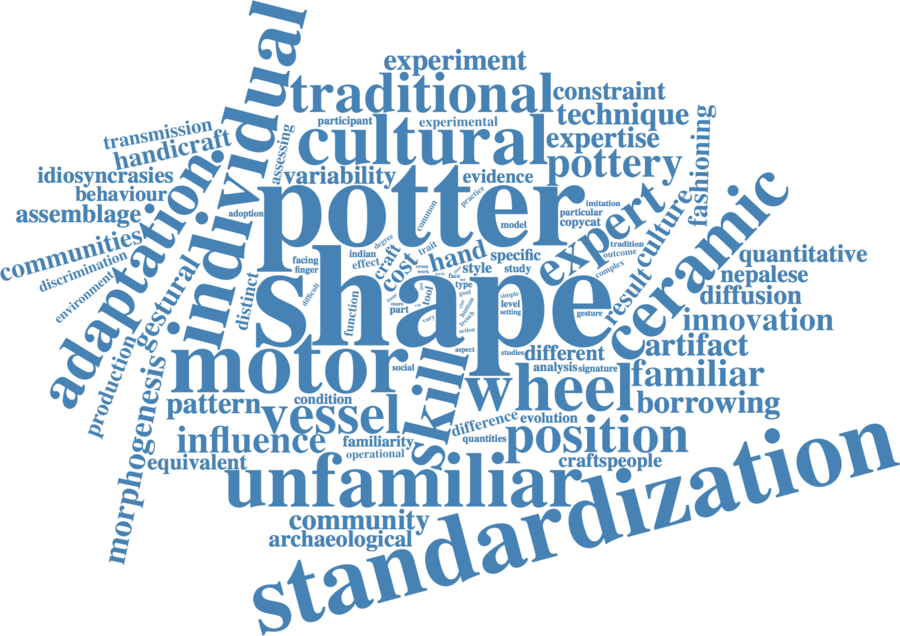 individual
experiment
traditional
constraint
technique
transmission
handicraft
participant
experimental
cultural
expertise
assessing
fashioning
idiosyncrasies
variability
evidence
pottery
behaviour
adaptation
potter
practice
imitation
assemblage
adoption
common
model
particular
copycat
expert
culture
ceramic
communities
degree
trait
tradition
discrimination
gestural
facing
finger
indian
effect
craft
cost
hand
style
specific
study
outcome
complex
quantitative
nepalese
environment
distinct
difficult
shape
type
face
tool
goal
human
french
simple
level
setting
gesture
result
diffusion
function
more
part
vary
action
innovation
production
motor
social
skill
aspect
studies
different
artifact
analysis
signature
familiar
morphogenesis
pattern
condition
vessel
wheel
borrowing
influence
familiarity
operational
difference
evolution
quantities
position
equivalent
craftspeople
unfamiliar
community
archaeological
standardization